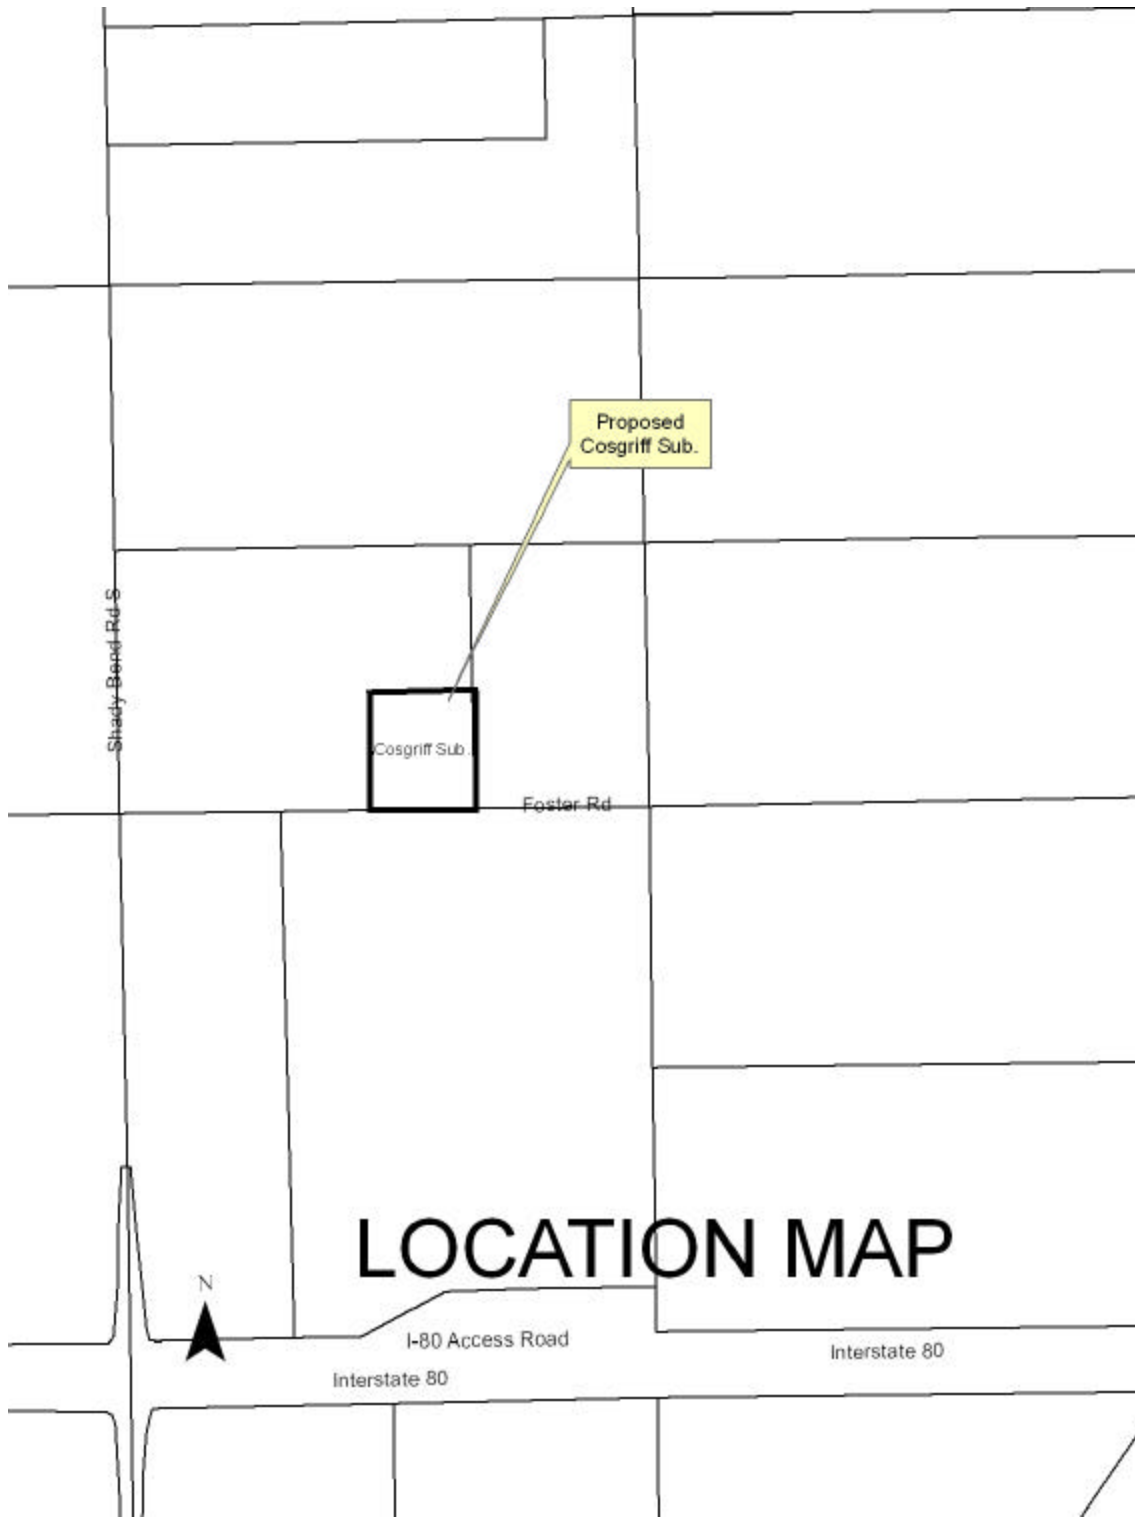 Proposed
Cosgriff Sub.
Shady Bend Rd S
Cosgriff Sub.
Foster Rd
LOCATION MAP
N
I-80 Access Road
Interstate 80
Interstate 80